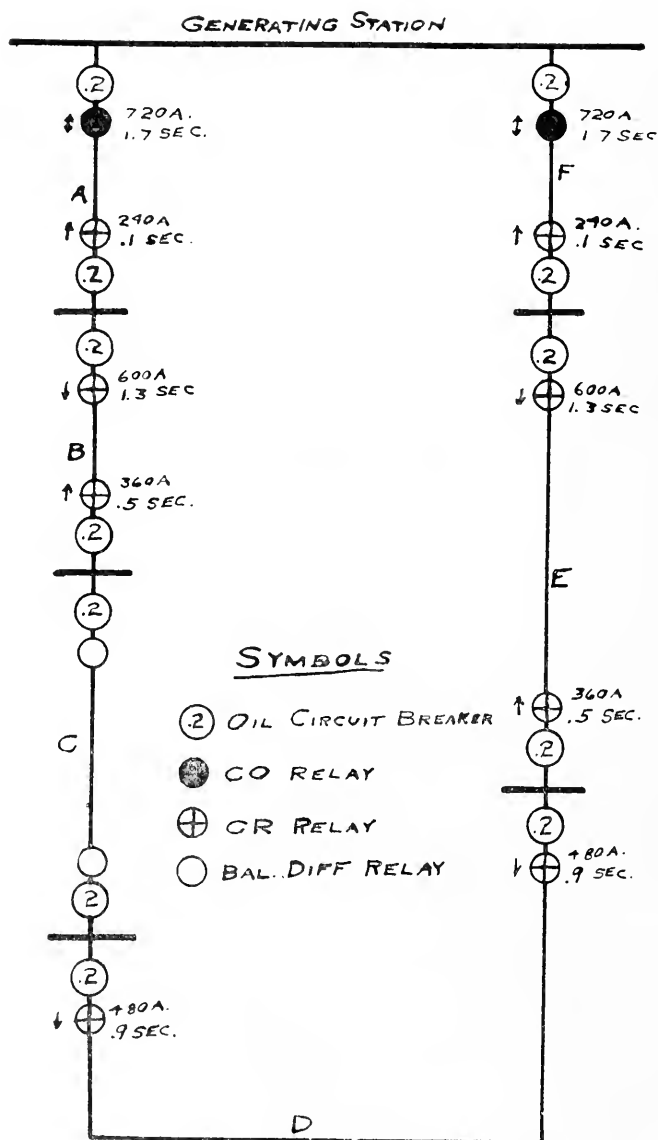 GENERATING STATION
.2
720A.
1.7 SEC.
A
240A
.1 SEC.
.2
.2
600A
1.3 SEC
B
360A
.5 SEC.
.2
.2
C
2
.2
480A.
.9 SEC.
D
.2
720A
1 7 SEC
F
240A.
.1 SEC
.2
.2
600A
1.3 SEC
E
360A
.5 SEC.
.2
.2
480A.
.9 SEC.
SYMBOLS
.2 OIL CIRCUIT BREAKER
CO RELAY
CR RELAY
BAL. DIFF RELAY